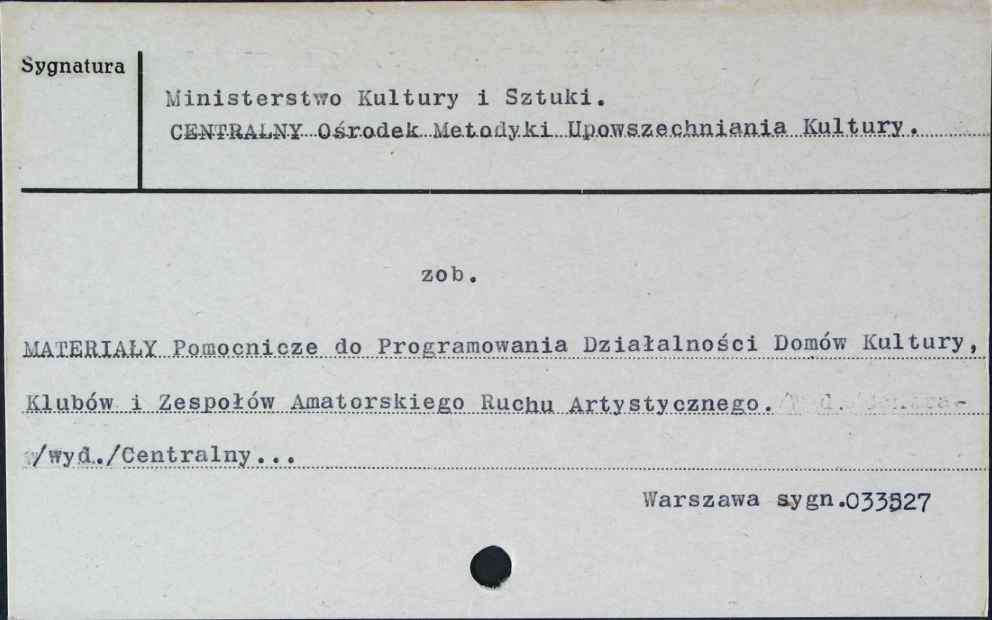 Sygnatura
Ministerstwo Kultury i Sztuki.
CENTRALNY Ośrodek Metodyki Upowszechniania Kultury.
zob.
MATERIAŁY Pomocnicze do Programowania Działalności Domów Kultury,
Klubów i Zespołów Amatorskiego Ruchu Artystycznego.
/wyd./Centralny...
Warszawa sygn.033527